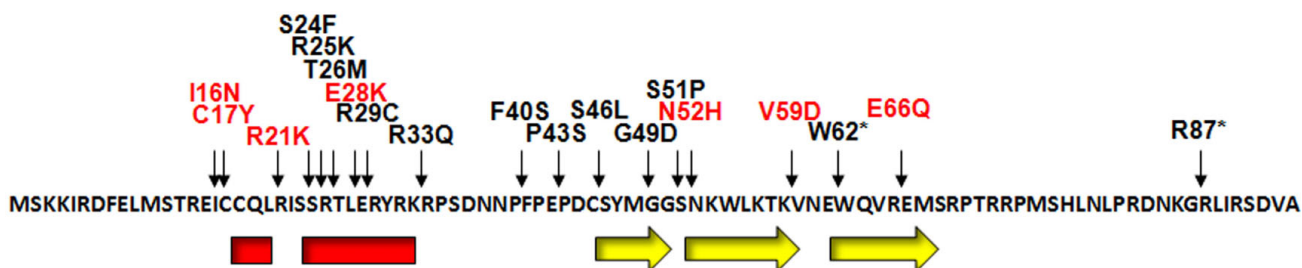 S24F
R25K
T26M
I16N E28K S51P
C17Y R29C F40S S46L N52H V59D E66Q
R21K R33Q P43S G49D W62* R87*
MSKKIRDFELMSTREICCQLRISSRTLERYRKRPSDNNPFPEPDCSYMGGSNKWLKTKVNEWQVREMSRPTRRPMSHLNLPRDNKGRLIRSDVA